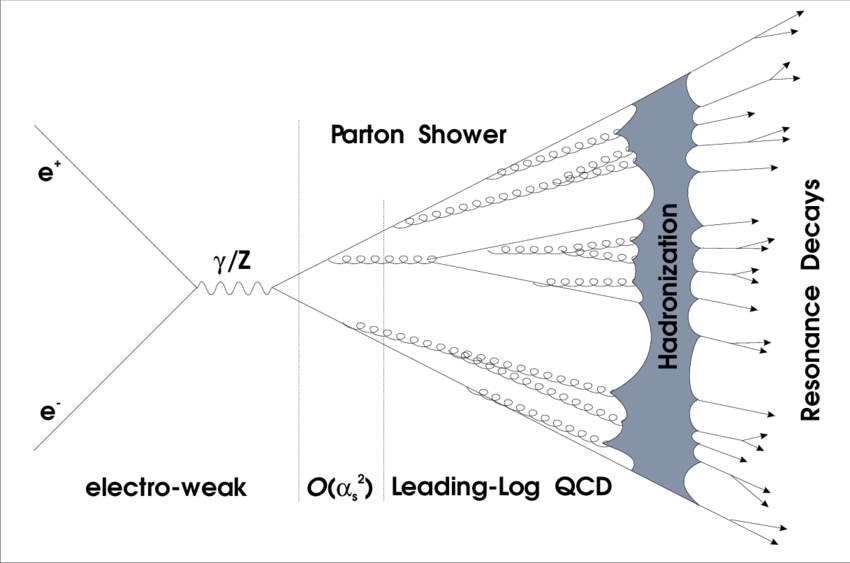 Parton Shower
e⁺
γ/Z
e⁻
electro-weak
O(αₛ²)
Leading-Log QCD
Hadronization
Resonance Decays